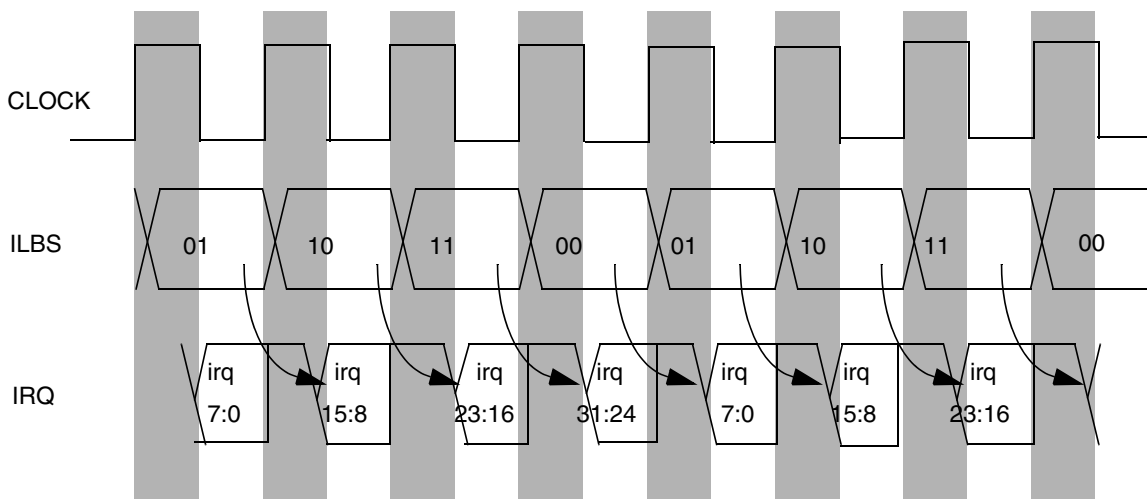 CLOCK
ILBS
01 10 11 00 01 10 11 00
IRQ
irq irq irq irq irq irq irq
7:0 15:8 23:16 31:24 7:0 15:8 23:16